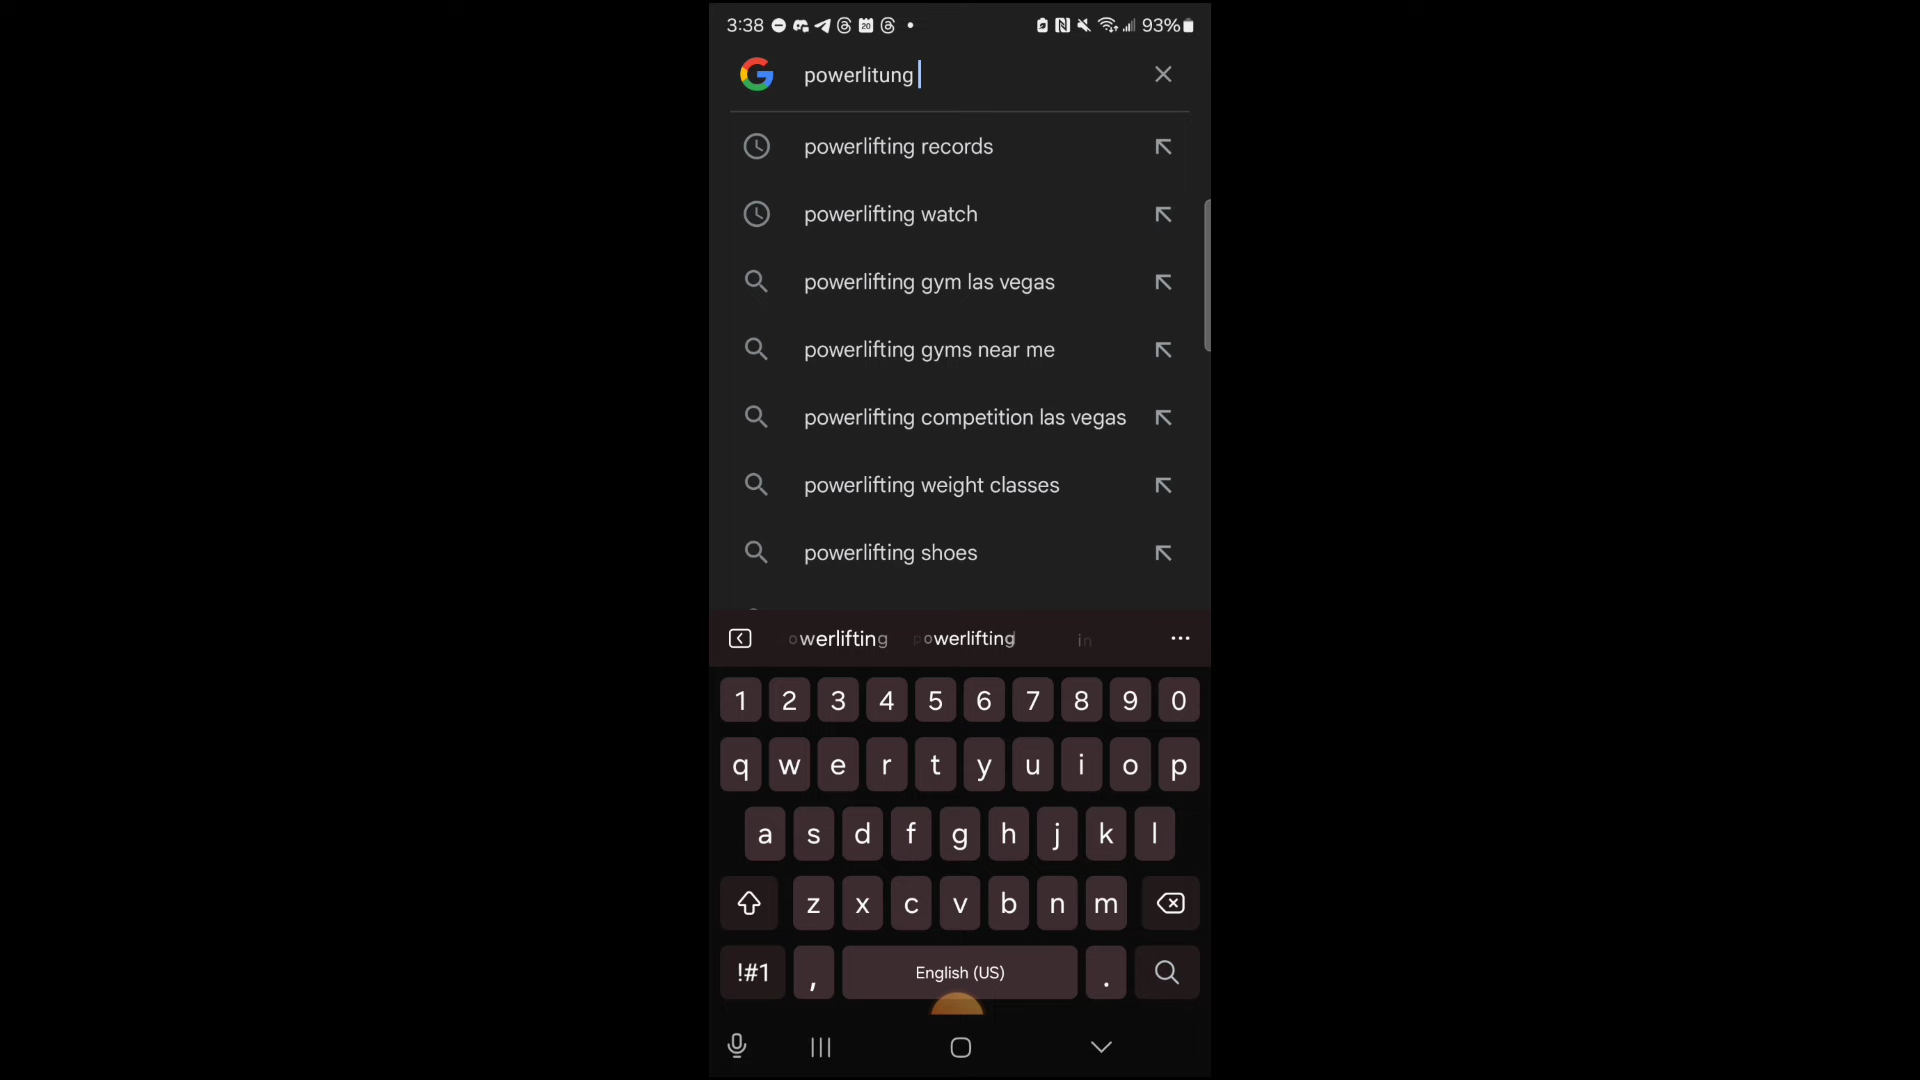 3:38 93%
powerlitung
powerlifting records
powerlifting watch
powerlifting gym las vegas
powerlifting gyms near me
powerlifting competition las vegas
powerlifting weight classes
powerlifting shoes
powerlifting powerlifting in
1 2 3 4 5 6 7 8 9 0
q w e r t y u i o p
a s d f g h j k l
z x c v b n m
!#1 , English (US) .